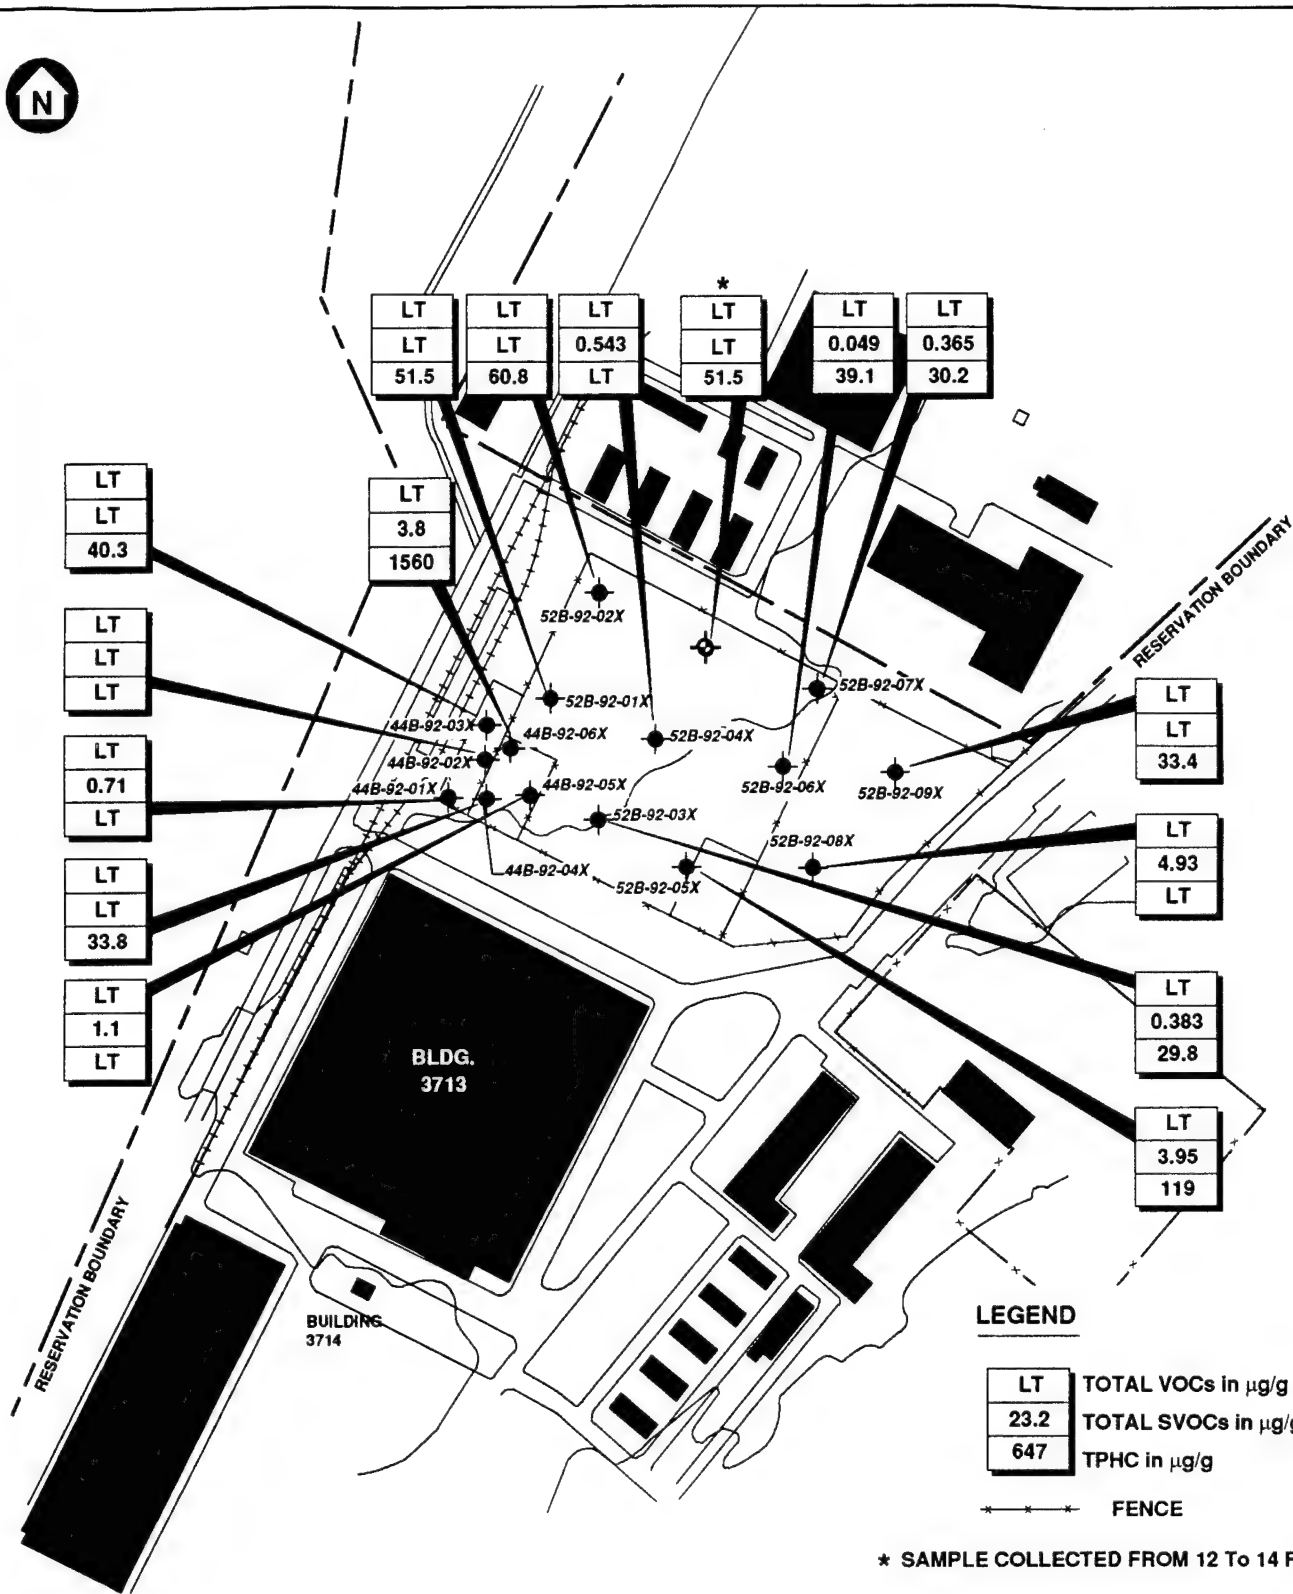 N
*
LT
LT
51.5
LT
LT
60.8
LT
0.543
LT
LT
LT
51.5
LT
0.049
39.1
LT
0.365
30.2
LT
LT
40.3
LT
3.8
1560
LT
LT
LT
LT
0.71
LT
LT
LT
33.8
LT
1.1
LT
52B-92-02X
52B-92-01X
52B-92-07X
44B-92-03X
44B-92-06X
52B-92-04X
44B-92-02X
44B-92-01X
44B-92-05X
52B-92-06X
52B-92-09X
52B-92-03X
44B-92-04X
52B-92-05X
52B-92-08X
RESERVATION BOUNDARY
LT
LT
33.4
LT
4.93
LT
LT
0.383
29.8
LT
3.95
119
BLDG.
3713
RESERVATION BOUNDARY
BUILDING
3714
LEGEND
LT TOTAL VOCs in µg/g
23.2 TOTAL SVOCs in µg/g
647 TPHC in µg/g
FENCE
* SAMPLE COLLECTED FROM 12 To 14 F